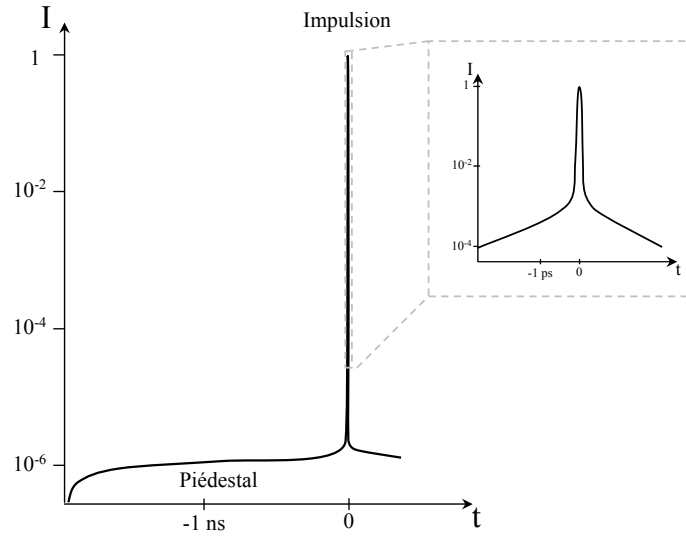 Impulsion
I
1
10-2
10-4
10-6
Piédestal
-1 ns
0
t
I
1
10-2
10-4
-1 ps
0
t